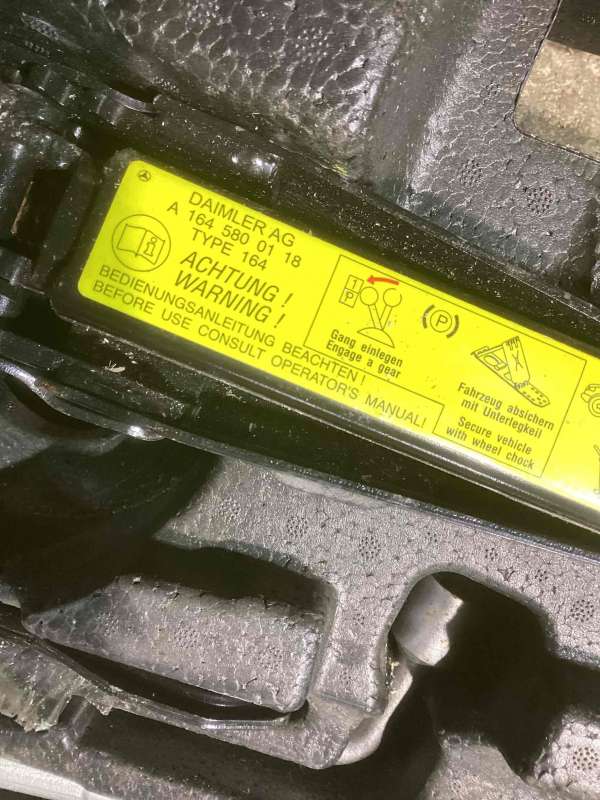 DAIMLER AG
A 164 580 01 18
TYPE 164
ACHTUNG !
WARNING !
BEDIENUNGSANLEITUNG BEACHTEN !
BEFORE USE CONSULT OPERATOR'S MANUAL!
1
P
Gang einlegen
Engage a gear
(P)
Fahrzeug absichern
mit Unterlegkeil
Secure vehicle
with wheel chock